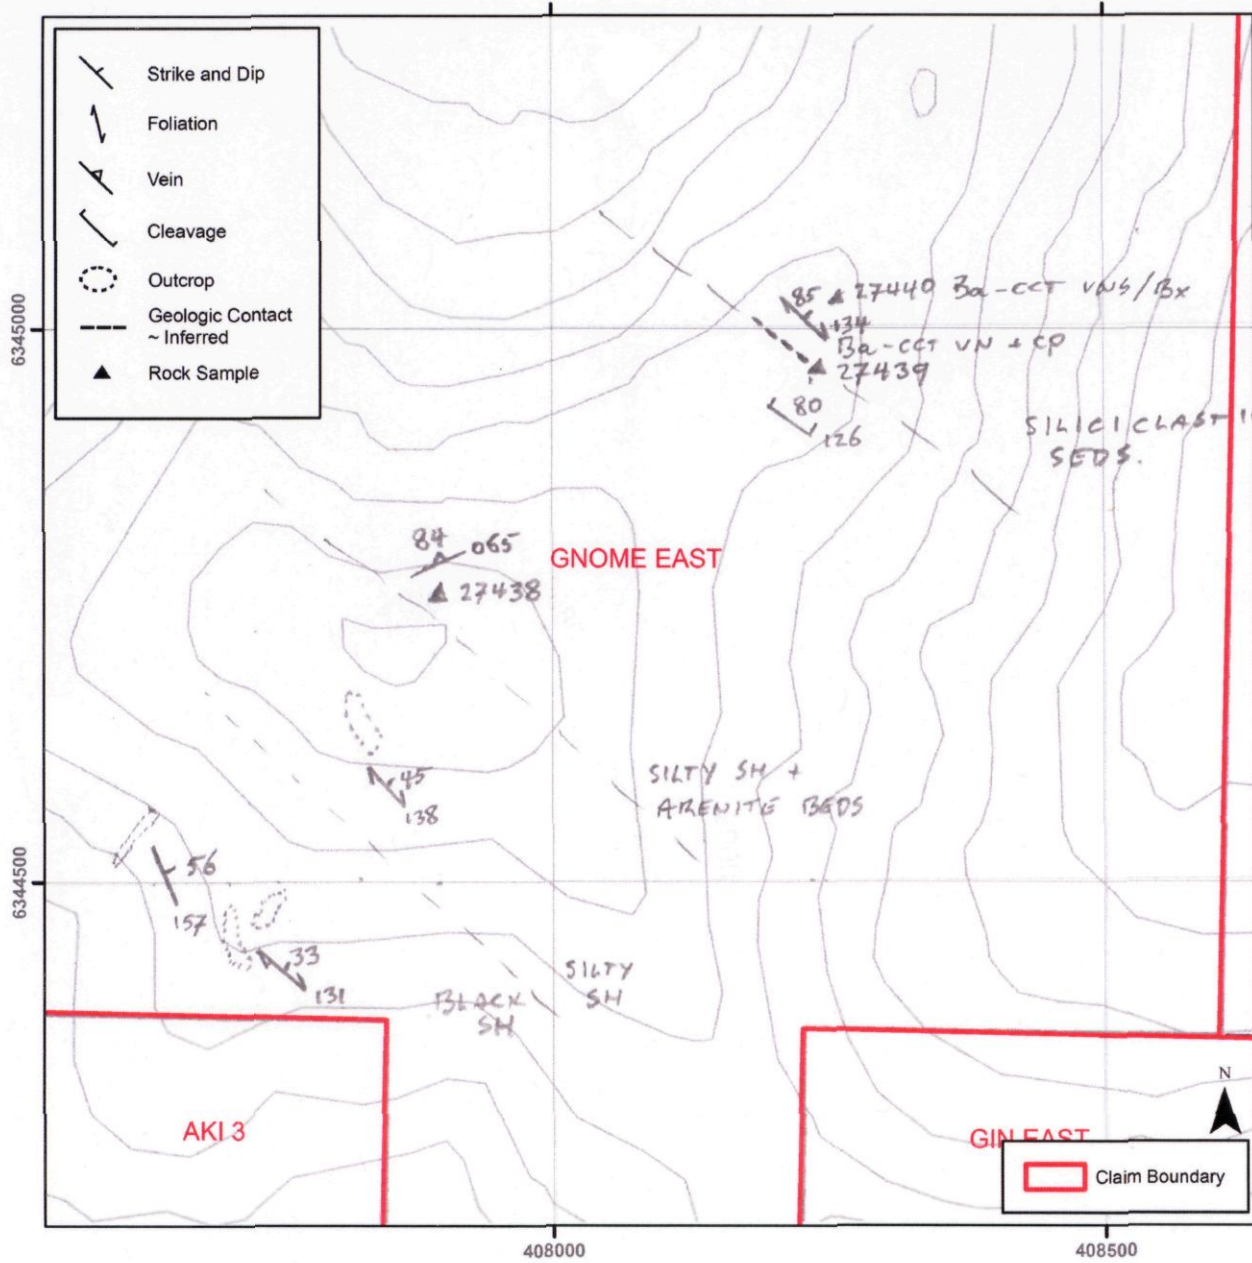 Strike and Dip
Foliation
Vein
Cleavage
Outcrop
Geologic Contact
~ Inferred
Rock Sample
6345000
6344500
85 27440 Ba-CCT VNS/Bx
134
Ba-CCT VN + CP
27439
80
126
SILICICLASTI
SEDS.
84 065
GNOME EAST
27438
45
138
SILTY SH +
ARENITE BEDS
56
157
33
131
SILTY
SH
BLACK
SH
AKI 3
GIN EAST
N
Claim Boundary
408000
408500